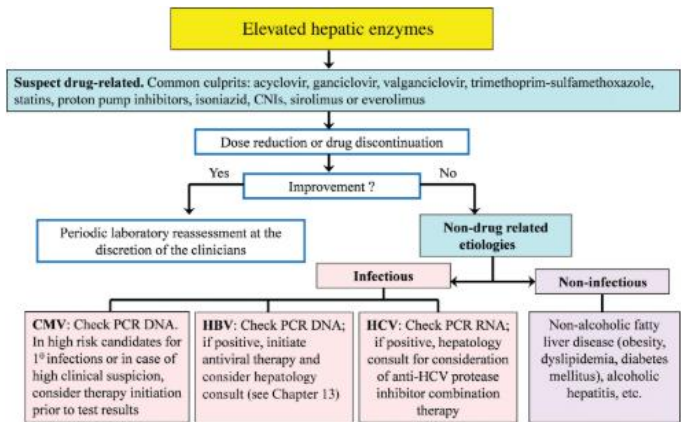 Elevated hepatic enzymes
Suspect drug-related. Common culprits: acyclovir, ganciclovir, valganciclovir, trimethoprim-sulfamethoxazole,
statins, proton pump inhibitors, isoniazid, CNIs, sirolimus or everolimus
Dose reduction or drug discontinuation
Yes
No
Improvement ?
Periodic laboratory reassessment at the
discretion of the clinicians
Non-drug related
etiologies
Infectious
Non-infectious
CMV: Check PCR DNA.
In high risk candidates for
1⁰ infections or in case of
high clinical suspicion,
consider therapy initiation
prior to test results
HBV: Check PCR DNA;
if positive, initiate
antiviral therapy and
consider hepatology
consult (see Chapter 13)
HCV: Check PCR RNA;
if positive, hepatology
consult for consideration
of anti-HCV protease
inhibitor combination
therapy
Non-alcoholic fatty
liver disease (obesity,
dyslipidemia, diabetes
mellitus), alcoholic
hepatitis, etc.